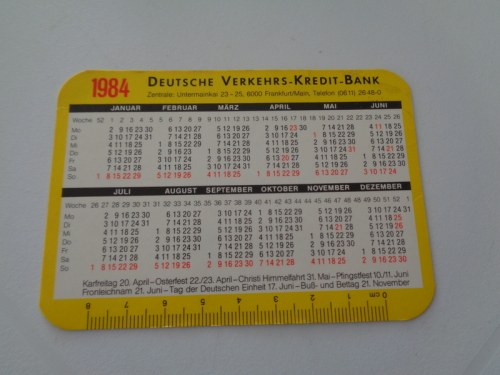 1984 DEUTSCHE VERKEHRS-KREDIT-BANK
Zentrale: Untermainkai 23-25, 6000 Frankfurt/Main, Telefon (06 11) 26 48-0
JANUAR FEBRUAR MÄRZ APRIL MAI JUNI
Woche 52 1 2 3 4 5 6 7 8 9 10 11 12 13 14 15 16 17 18 19 20 21 22 23 24 25 26
Mo 2 9 16 23 30 6 13 20 27 5 12 19 26 2 9 16 23 30 7 14 21 28 4 11 18 25
Di 3 10 17 24 31 7 14 21 28 6 13 20 27 3 10 17 24 1 8 15 22 29 5 12 19 26
Mi 4 11 18 25 1 8 15 22 29 7 14 21 28 4 11 18 25 2 9 16 23 30 6 13 20 27
Do 5 12 19 26 2 9 16 23 1 8 15 22 29 5 12 19 26 3 10 17 24 31 7 14 21 28
Fr 6 13 20 27 3 10 17 24 2 9 16 23 30 6 13 20 27 4 11 18 25 1 8 15 22 29
Sa 7 14 21 28 4 11 18 25 3 10 17 24 31 7 14 21 28 5 12 19 26 2 9 16 23 30
So 1 8 15 22 29 5 12 19 26 4 11 18 25 1 8 15 22 29 6 13 20 27 3 10 17 24
JULI AUGUST SEPTEMBER OKTOBER NOVEMBER DEZEMBER
Woche 26 27 28 29 30 31 32 33 34 35 36 37 38 39 40 41 42 43 44 45 46 47 48 49 50 51 52 1
Mo 2 9 16 23 30 6 13 20 27 3 10 17 24 1 8 15 22 29 5 12 19 26 3 10 17 24 31
Di 3 10 17 24 31 7 14 21 28 4 11 18 25 2 9 16 23 30 6 13 20 27 4 11 18 25
Mi 4 11 18 25 1 8 15 22 29 5 12 19 26 3 10 17 24 31 7 14 21 28 5 12 19 26
Do 5 12 19 26 2 9 16 23 30 6 13 20 27 4 11 18 25 1 8 15 22 29 6 13 20 27
Fr 6 13 20 27 3 10 17 24 31 7 14 21 28 5 12 19 26 2 9 16 23 30 7 14 21 28
Sa 7 14 21 28 4 11 18 25 1 8 15 22 29 6 13 20 27 3 10 17 24 1 8 15 22 29
So 1 8 15 22 29 5 12 19 26 2 9 16 23 30 7 14 21 28 4 11 18 25 2 9 16 23 30
Karfreitag 20. April – Osterfest 22./23. April – Christi Himmelfahrt 31. Mai – Pfingstfest 10./11. Juni
Fronleichnam 21. Juni – Tag der Deutschen Einheit 17. Juni – Buß- und Bettag 21. November
8 7 6 5 4 3 2 1 0 cm